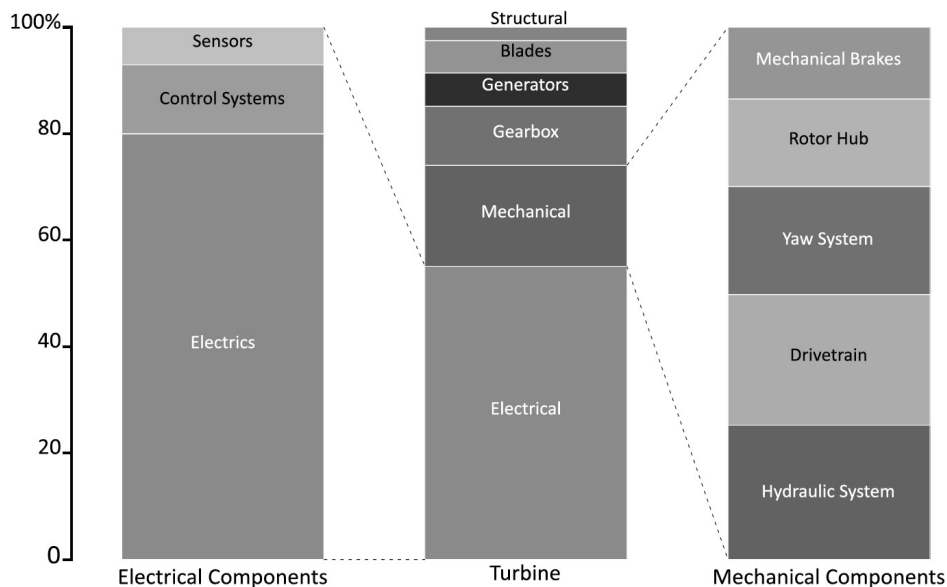 100%
80
60
40
20
0
Sensors
Control Systems
Electrics
Electrical Components
Structural
Blades
Generators
Gearbox
Mechanical
Electrical
Turbine
Mechanical Brakes
Rotor Hub
Yaw System
Drivetrain
Hydraulic System
Mechanical Components